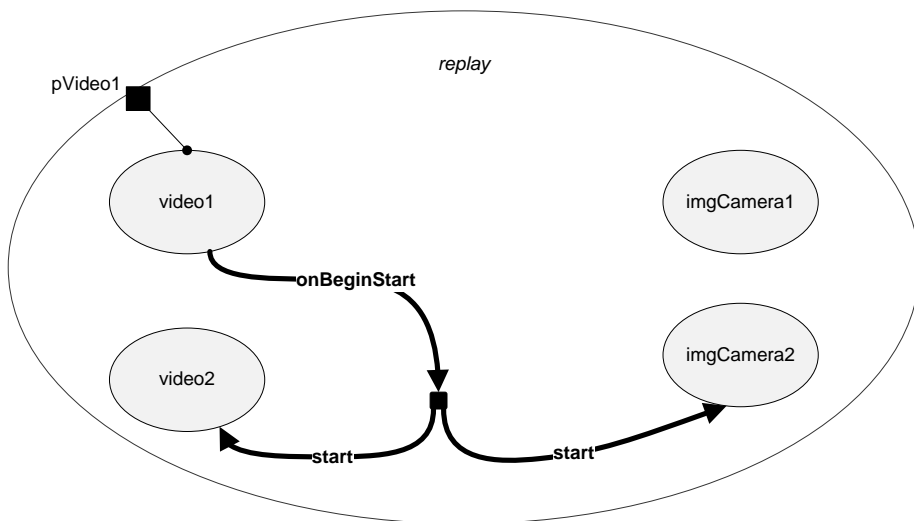 replay
pVideo1
video1
imgCamera1
onBeginStart
video2
imgCamera2
start
start